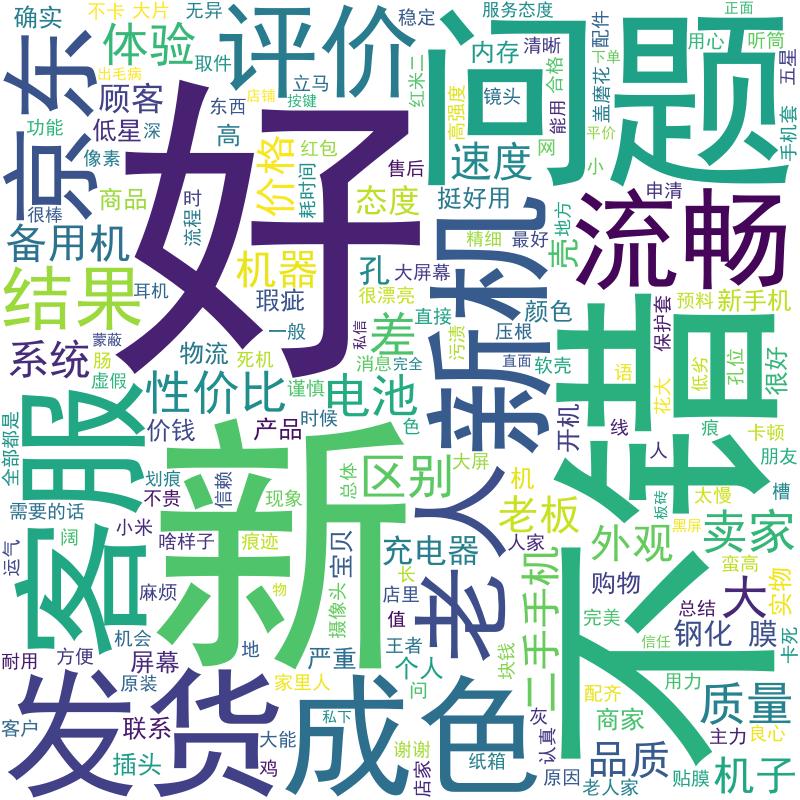 好
新
不错
问题
新机
客服
发货
成色
流畅
老人
京东
评价
结果
体验
顾客
低星
备用机
系统
性价比
电池
区别
老板
外观
卖家
二手手机
充电器
钢化 膜
质量
品质
机子
速度
态度
价格
机器
挺好用
内存
差
大
确实
不卡
大片
无异
稳定
服务态度
正面
取件
出毛病
店铺
按键
立马
红米二
镜头
清晰
合格
配件
用心
听筒
下单
五星
能用
盖磨花
平价
手机套
高强度
网
小
功能
深
东西
高
像素
商品
红包
售后
耗时间
很棒
流程
申清
耳机
瑕疵
孔
大屏幕
精细
最好
地方
壳
很漂亮
一般
私信
直接
颜色
保护套
预料
新手机
物流
死机
消息
完全
污渍
压根
直面
软壳
蒙蔽
肠
虚假
谨慎
语
花大
低劣
孔位
很好
价钱
产品
时候
色
开机
线
痕
卡顿
人
朋友
全部都是
划痕
不贵
信赖
现象
总体
大屏
机
板砖
太慢
槽
黑屏
需要的话
小米
啥样子
痕迹
宝贝
人家
蛮高
运气
阔
麻烦
物
摄像头
长
店里
值
王者
购物
完美
总结
实物
信任
卡死
机会
耐用
方便
屏幕
地
严重
个人
块钱
家里人
问
配齐
用力
客户
原装
联系
私下
灰
认真
商家
主力
良心
插头
大能
鸡
谢谢
店家
纸箱
原因
老人家
贴膜